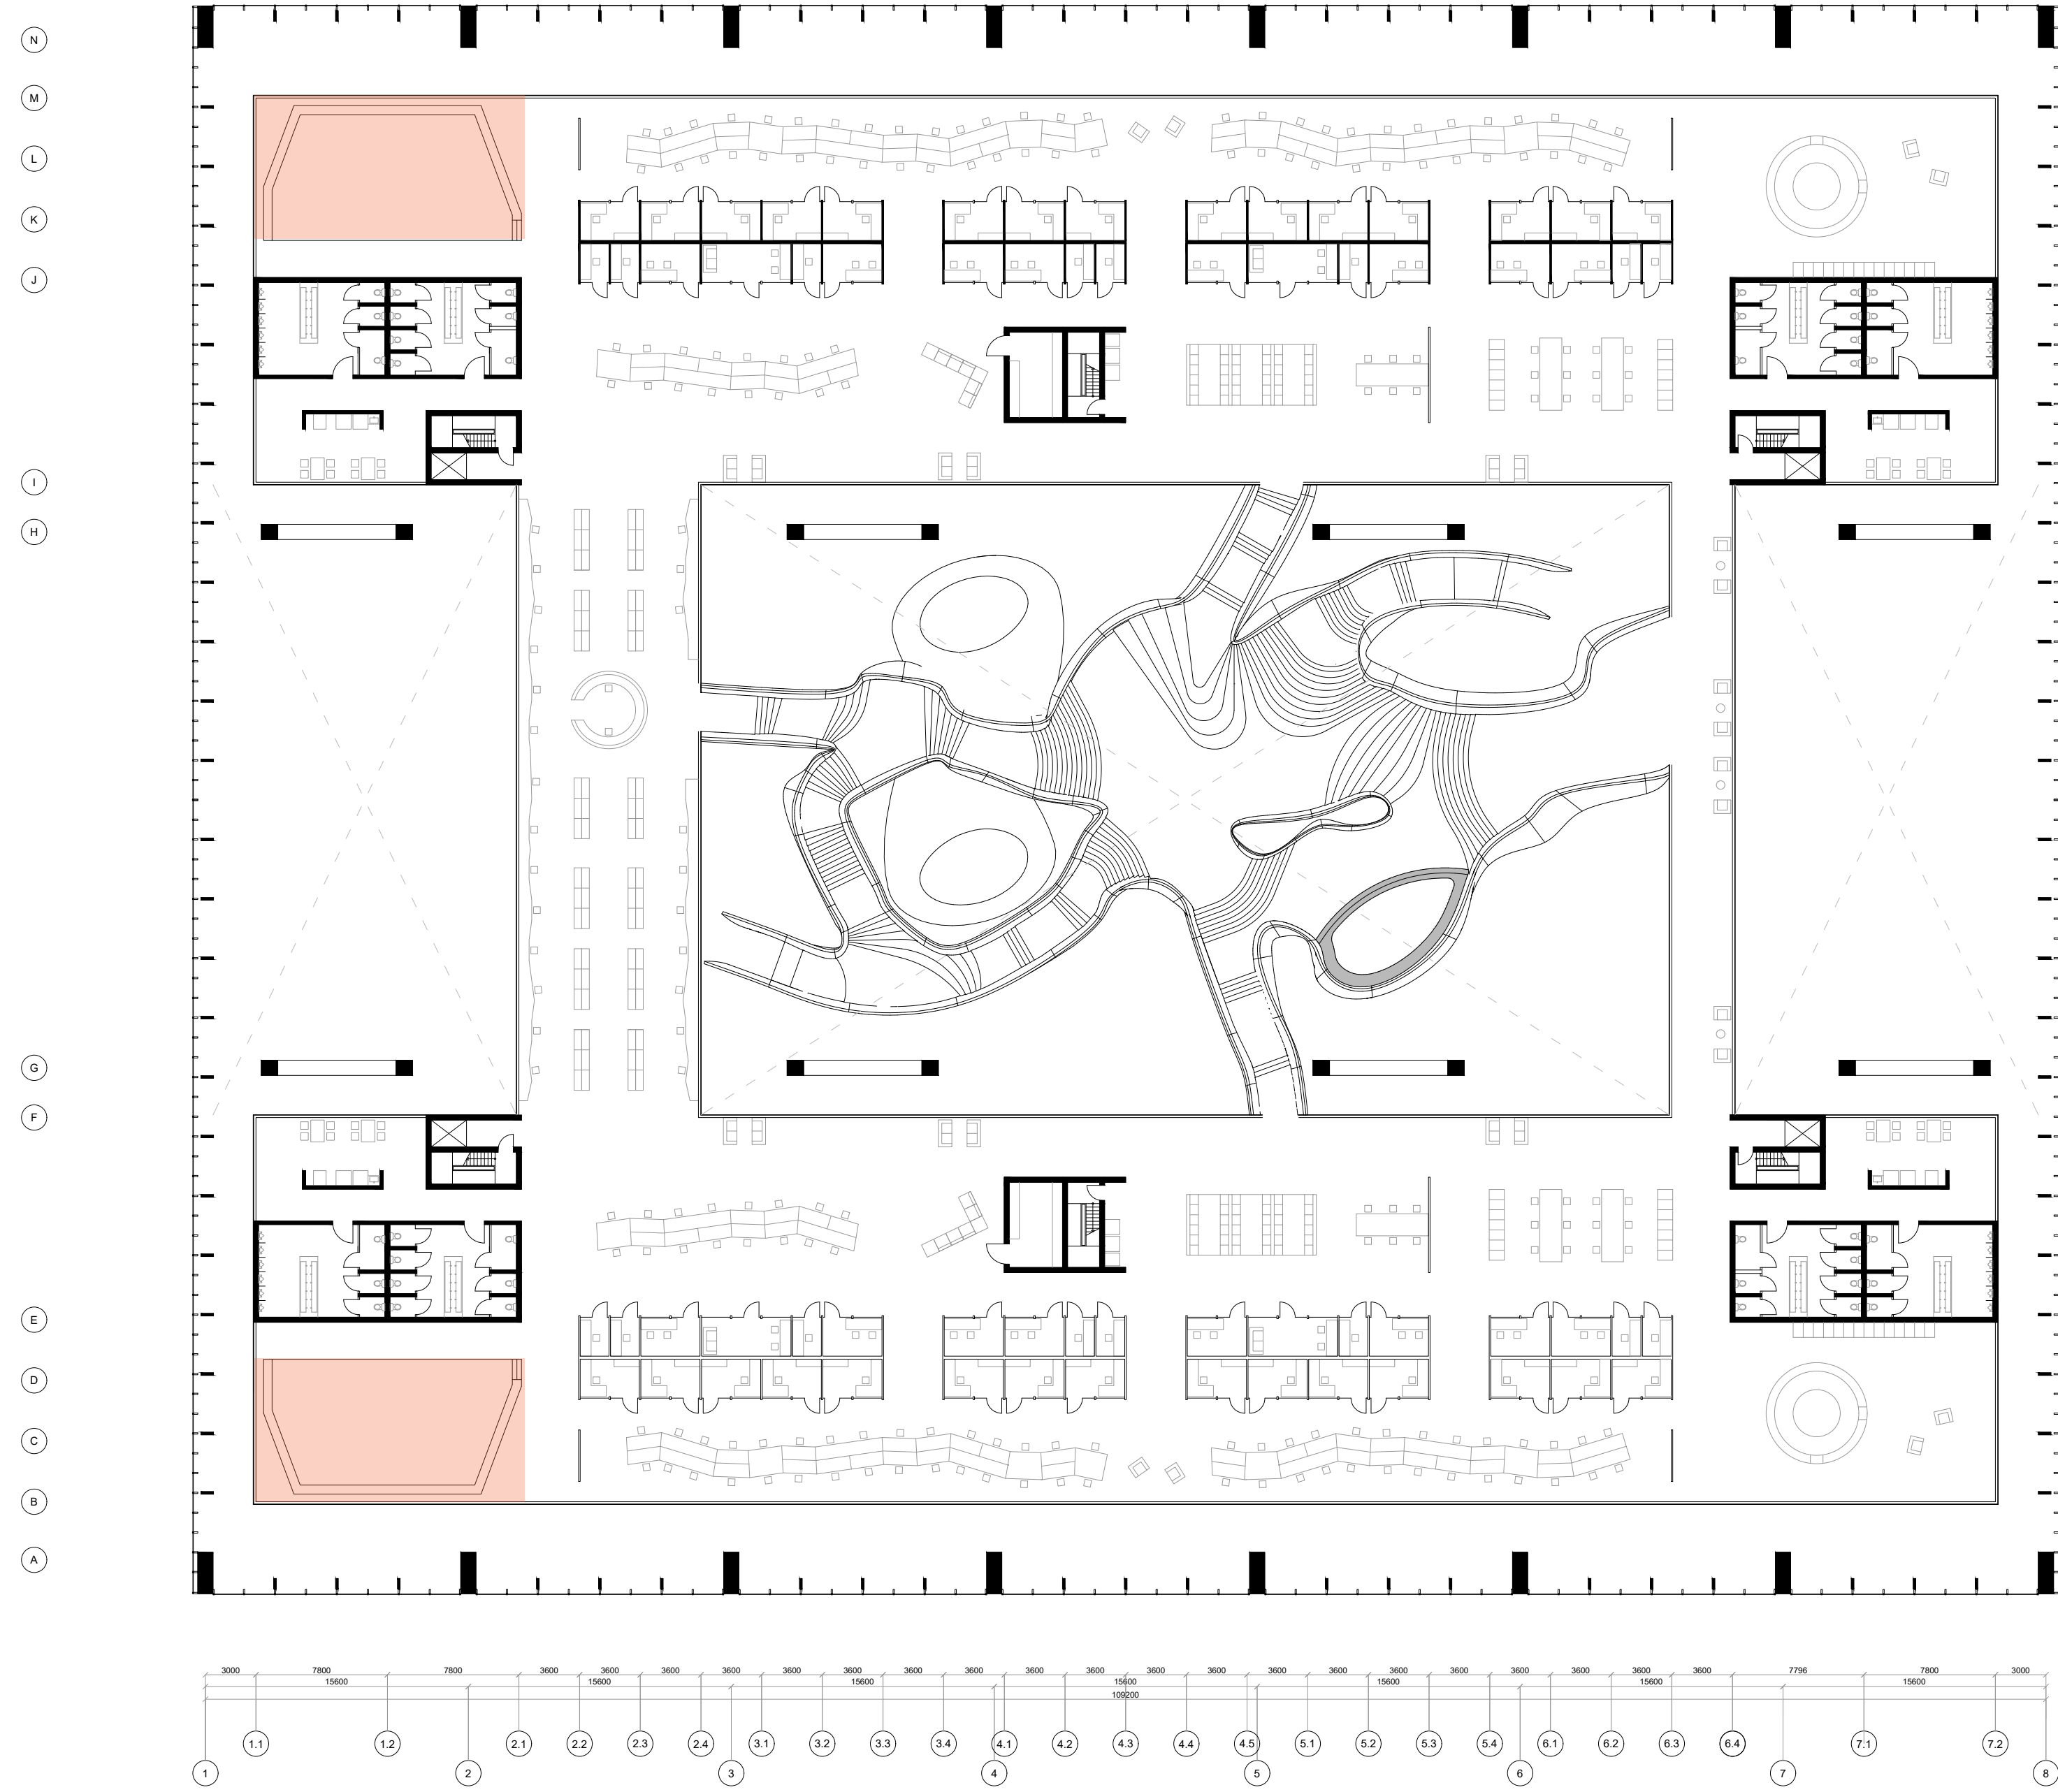 N
M
L
K
J
I
H
G
F
E
D
C
B
A
3000 7800 7800 3600 3600 3600 3600 3600 3600 3600 3600 3600 3600 3600 3600 3600 3600 3600 3600 3600 3600 3600 3600 7796 7800 3000
15600 15600 15600 15600 15600 15600 15600
109200
1.1 1.2 2.1 2.2 2.3 2.4 3.1 3.2 3.3 3.4 4.1 4.2 4.3 4.4 4.5 5.1 5.2 5.3 5.4 6.1 6.2 6.3 6.4 7.1 7.2
1 2 3 4 5 6 7 8